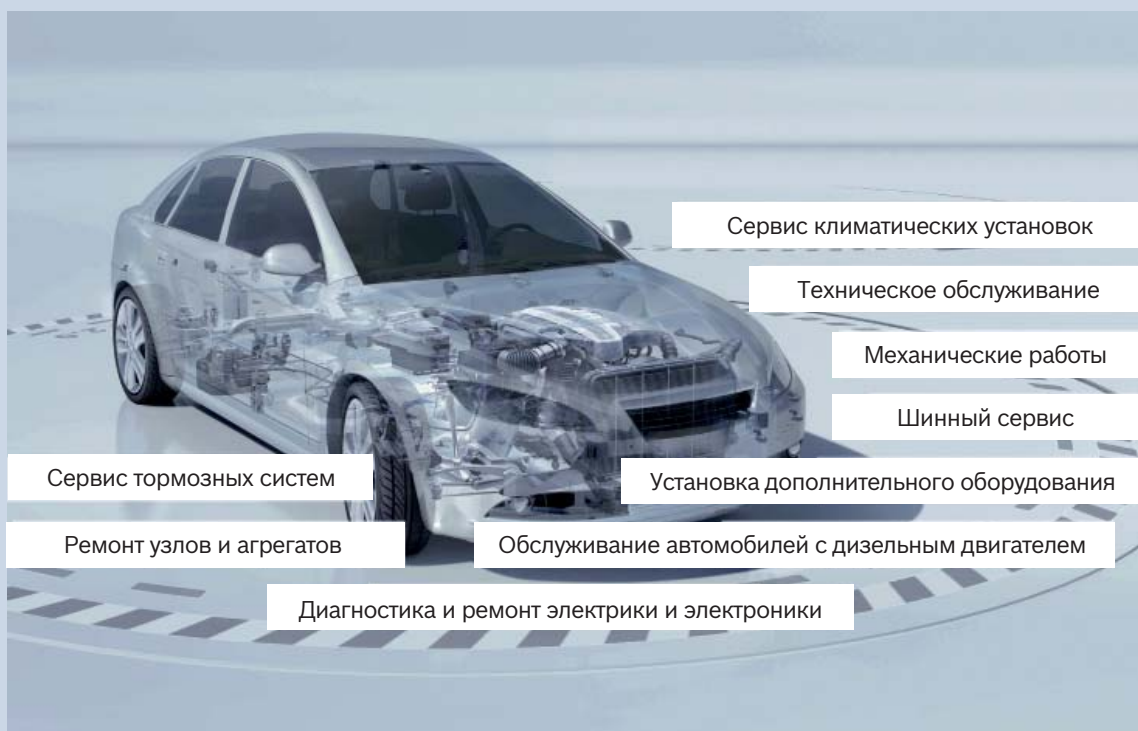 Сервис климатических установок
Техническое обслуживание
Механические работы
Шинный сервис
Сервис тормозных систем
Установка дополнительного оборудования
Ремонт узлов и агрегатов
Обслуживание автомобилей с дизельным двигателем
Диагностика и ремонт электрики и электроники